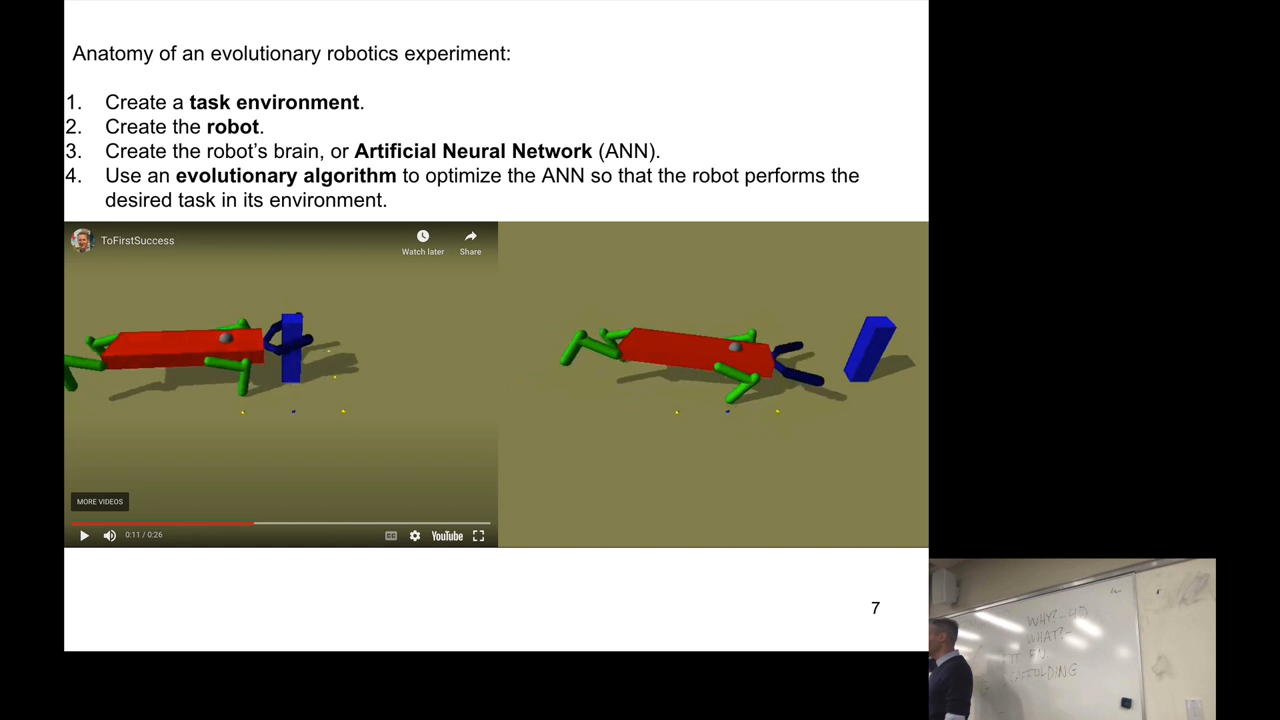 Anatomy of an evolutionary robotics experiment:
1. Create a task environment.
2. Create the robot.
3. Create the robot's brain, or Artificial Neural Network (ANN).
4. Use an evolutionary algorithm to optimize the ANN so that the robot performs the
desired task in its environment.
ToFirstSuccess
Watch later
Share
MORE VIDEOS
0:11 / 0:26
CC
YouTube
7
WHY?-
WHAT?-
FN.